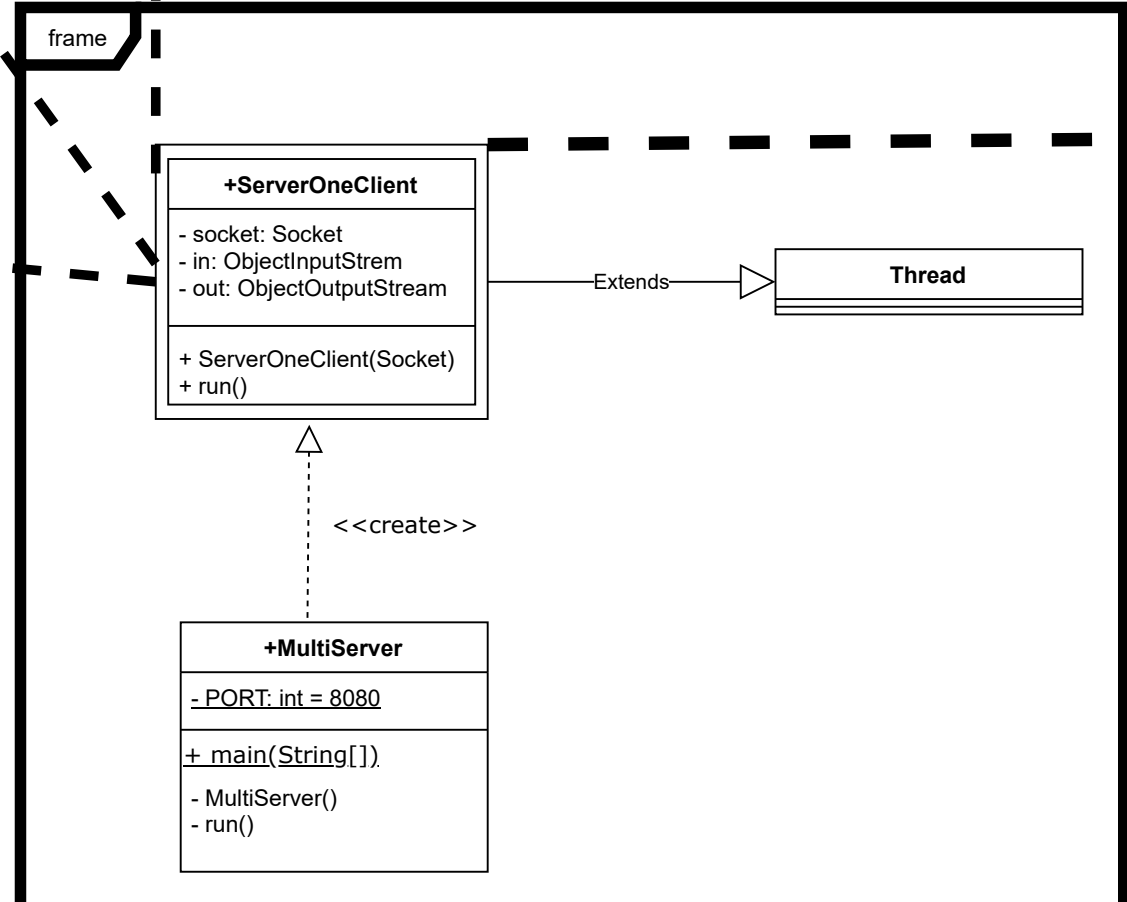 frame
+ServerOneClient
- socket: Socket
- in: ObjectInputStrem
- out: ObjectOutputStream
+ ServerOneClient(Socket)
+ run()
Extends
Thread
<<create>>
+MultiServer
- PORT: int = 8080
+ main(String[])
- MultiServer()
- run()